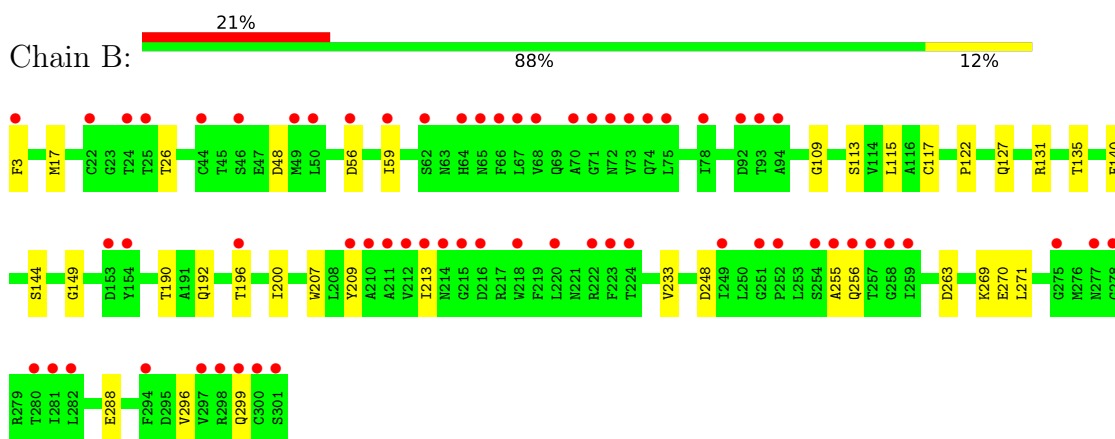 21%
Chain B:
88% 12%
F3 M17 C22 G23 T24 T25 T26 C44 T45 S46 E47 D48 M49 L50 D56 I59 S62 N63 H64 N65 F66 L67 V68 Q69 A70 G71 N72 V73 Q74 L75 I78 D92 T93 A94 G109 S113 V114 L115 A116 C117 P122 Q127 R131 T135
S144 G149 D153 Y154 T190 A191 Q192 T196 I200 W207 L208 Y209 A210 A211 V212 I213 N214 G215 D216 R217 W218 F219 L220 N221 R222 F223 T224 V233 D248 I249 L250 G251 P252 L253 S254 A255 Q256 T257 G258 I259 D263 K269 E270 L271 G275 M276 N277
R279 T280 I281 L282 E288 F294 D295 V296 V297 R298 Q299 C300 S301